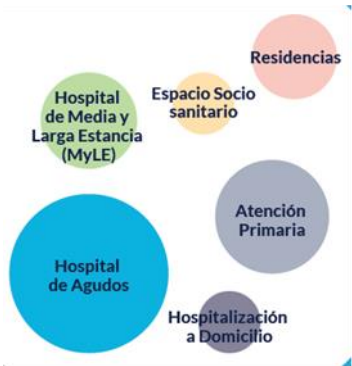 Residencias
Hospital
de Media y
Larga Estancia
(MyLE)
Espacio Socio
sanitario
Atención
Primaria
Hospital
de Agudos
Hospitalización
a Domicilio